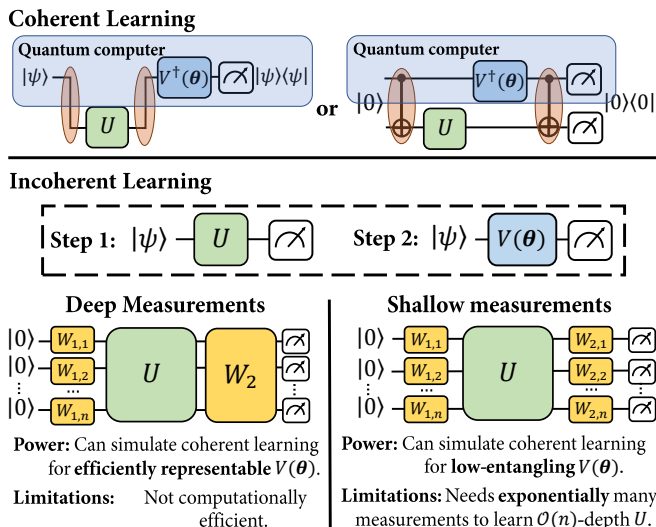 Coherent Learning
Quantum computer
|ψ⟩ V†(θ) |ψ⟩⟨ψ|
U
or
Quantum computer
V†(θ)
|0⟩ |0⟩⟨0|
U
Incoherent Learning
Step 1: |ψ⟩ U Step 2: |ψ⟩ V(θ)
Deep Measurements
|0⟩ W1,1
|0⟩ W1,2 U W2
⋮ ... ⋮
|0⟩ W1,n
Power: Can simulate coherent learning
for efficiently representable V(θ).
Limitations: Not computationally
efficient.
Shallow measurements
|0⟩ W1,1 W2,1
|0⟩ W1,2 U W2,2
⋮ ... ... ⋮
|0⟩ W1,n W2,n
Power: Can simulate coherent learning
for low-entangling V(θ).
Limitations: Needs exponentially many
measurements to learn O(n)-depth U.